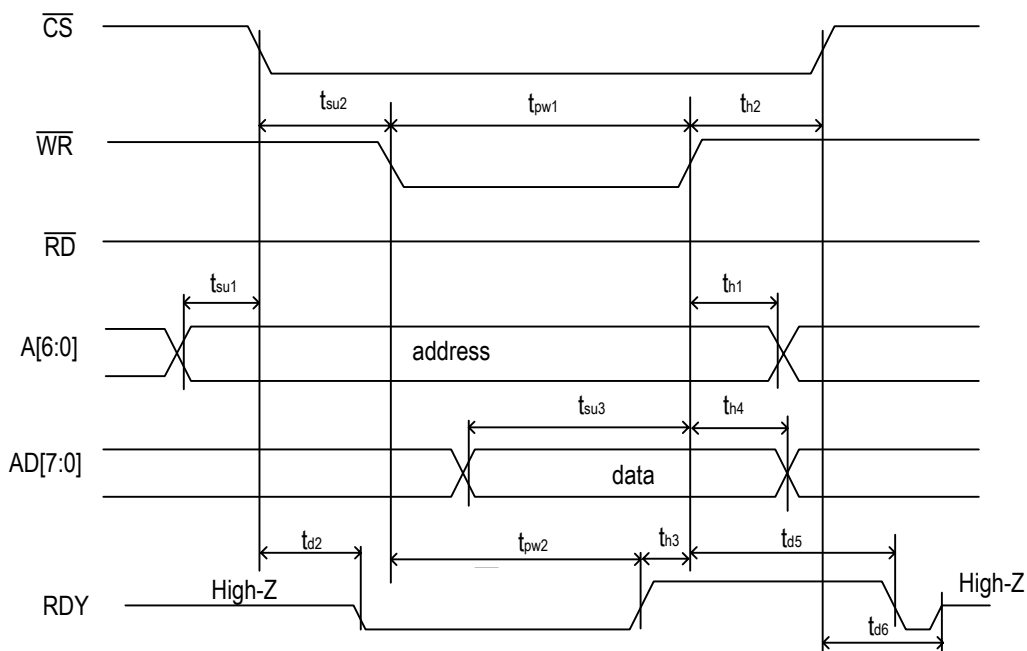 CS
tsu2 tpw1 th2
WR
RD
tsu1 th1
A[6:0] address
tsu3 th4
AD[7:0] data
td2 tpw2 th3 td5
RDY High-Z High-Z
td6